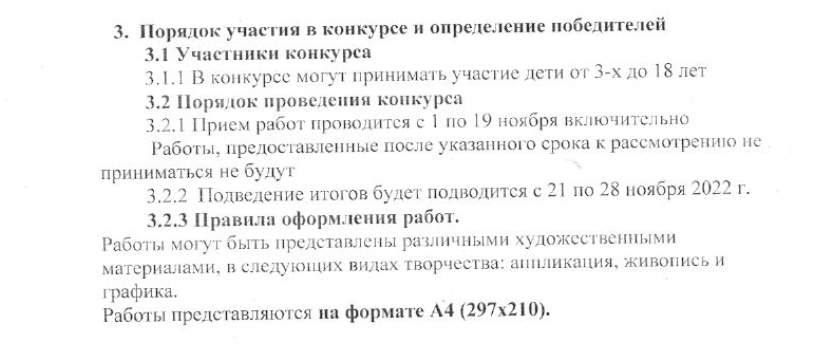 3. Порядок участия в конкурсе и определение победителей
3.1 Участники конкурса
3.1.1 В конкурсе могут принимать участие дети от 3-х до 18 лет
3.2 Порядок проведения конкурса
3.2.1 Прием работ проводится с 1 по 19 ноября включительно
Работы, предоставленные после указанного срока к рассмотрению не
приниматься не будут
3.2.2 Подведение итогов будет подводится с 21 по 28 ноября 2022 г.
3.2.3 Правила оформления работ.
Работы могут быть представлены различными художественными
материалами, в следующих видах творчества: аппликация, живопись и
графика.
Работы представляются на формате А4 (297х210).